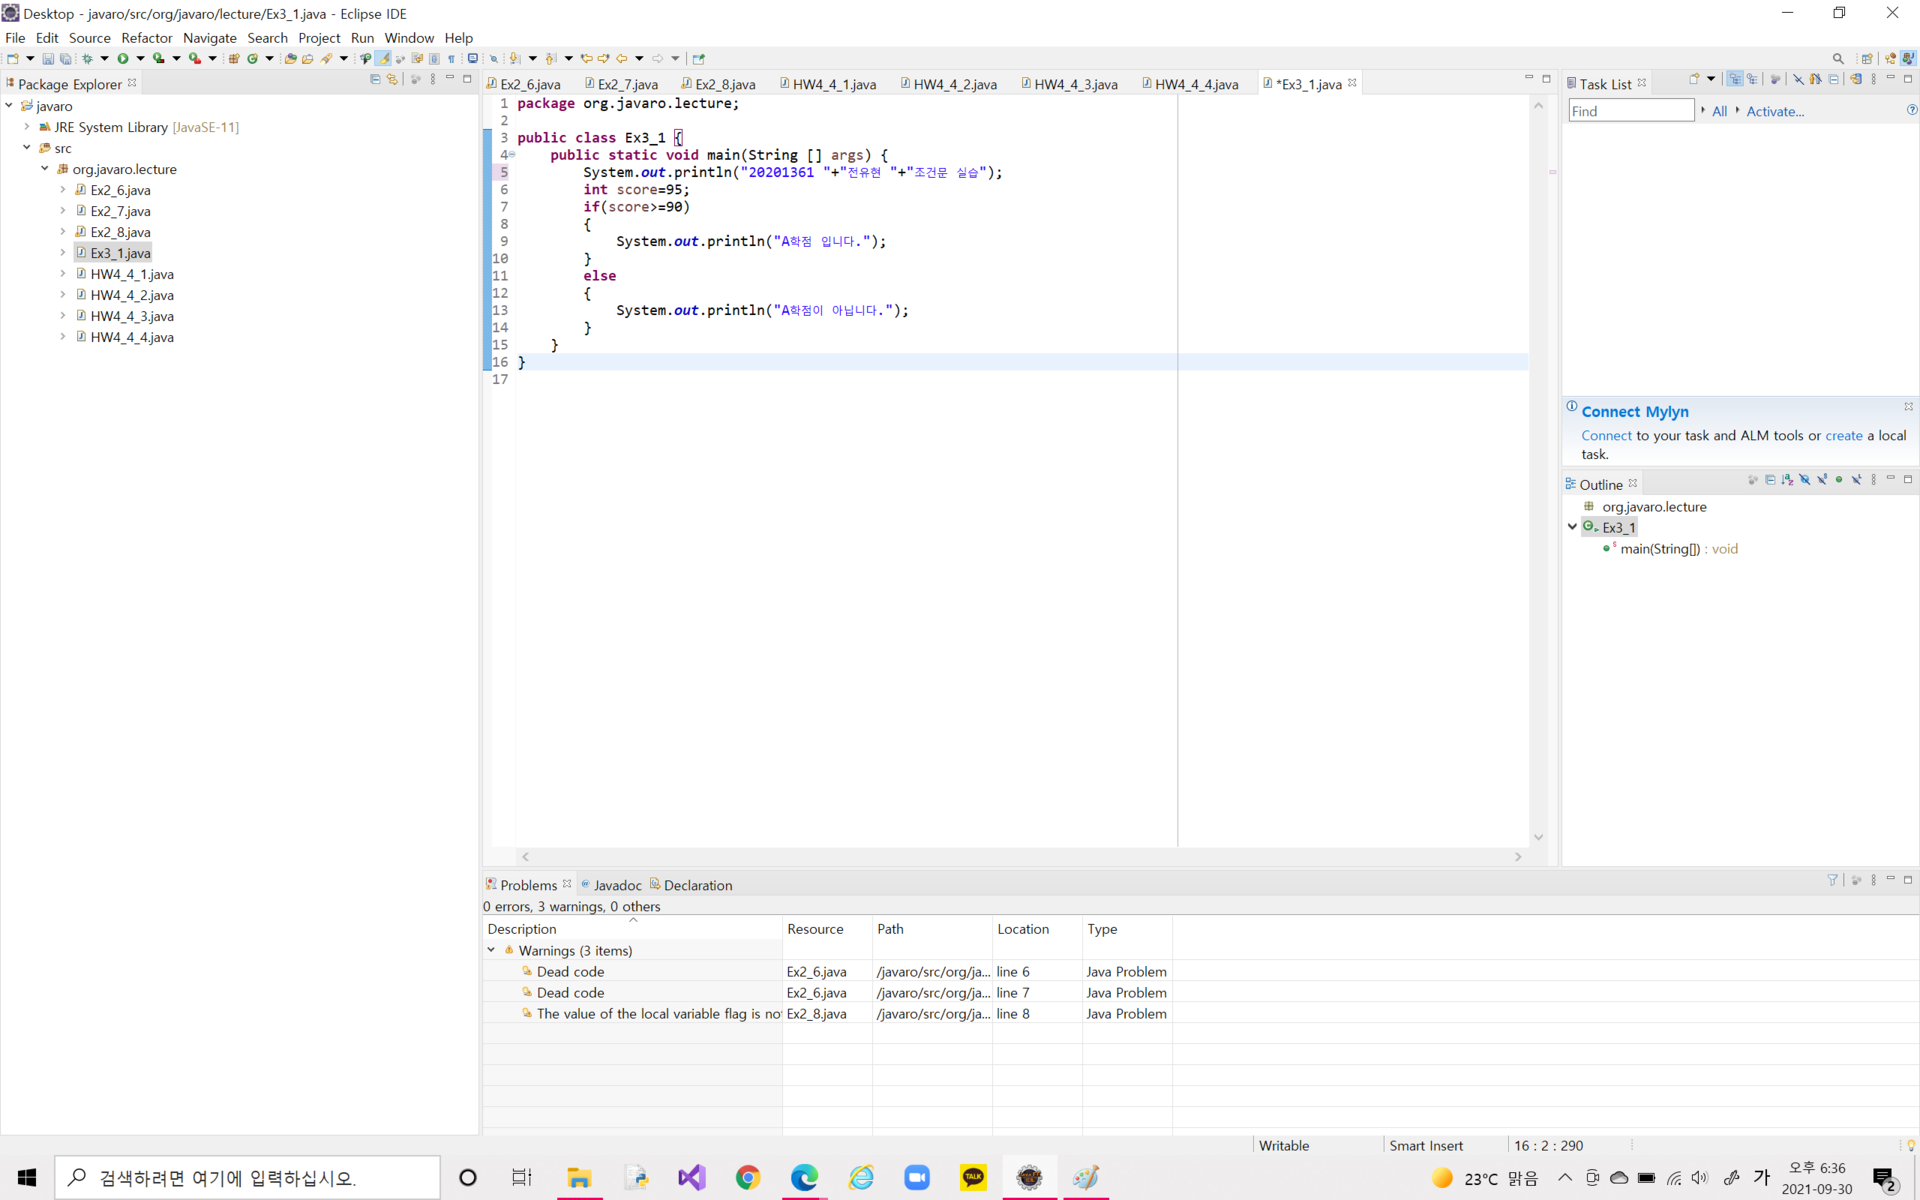 Desktop - javaro/src/org/javaro/lecture/Ex3_1.java - Eclipse IDE
File Edit Source Refactor Navigate Search Project Run Window Help
Package Explorer
javaro
JRE System Library [JavaSE-11]
src
org.javaro.lecture
Ex2_6.java
Ex2_7.java
Ex2_8.java
Ex3_1.java
HW4_4_1.java
HW4_4_2.java
HW4_4_3.java
HW4_4_4.java
Ex2_6.java Ex2_7.java Ex2_8.java HW4_4_1.java HW4_4_2.java HW4_4_3.java HW4_4_4.java *Ex3_1.java
1 package org.javaro.lecture;
2
3 public class Ex3_1 {
4 public static void main(String [] args) {
5 System.out.println("20201361 "+"전유현 "+"조건문 실습");
6 int score=95;
7 if(score>=90)
8 {
9 System.out.println("A학점 입니다.");
10 }
11 else
12 {
13 System.out.println("A학점이 아닙니다.");
14 }
15 }
16 }
17
Task List
Find All Activate...
Connect Mylyn
Connect to your task and ALM tools or create a local
task.
Outline
org.javaro.lecture
Ex3_1
main(String[]) : void
Problems Javadoc Declaration
0 errors, 3 warnings, 0 others
Description Resource Path Location Type
Warnings (3 items)
Dead code Ex2_6.java /javaro/src/org/ja... line 6 Java Problem
Dead code Ex2_6.java /javaro/src/org/ja... line 7 Java Problem
The value of the local variable flag is no Ex2_8.java /javaro/src/org/ja... line 8 Java Problem
Writable Smart Insert 16 : 2 : 290
검색하려면 여기에 입력하십시오.
TALK
23°C 맑음
가
오후 6:36
2021-09-30
2